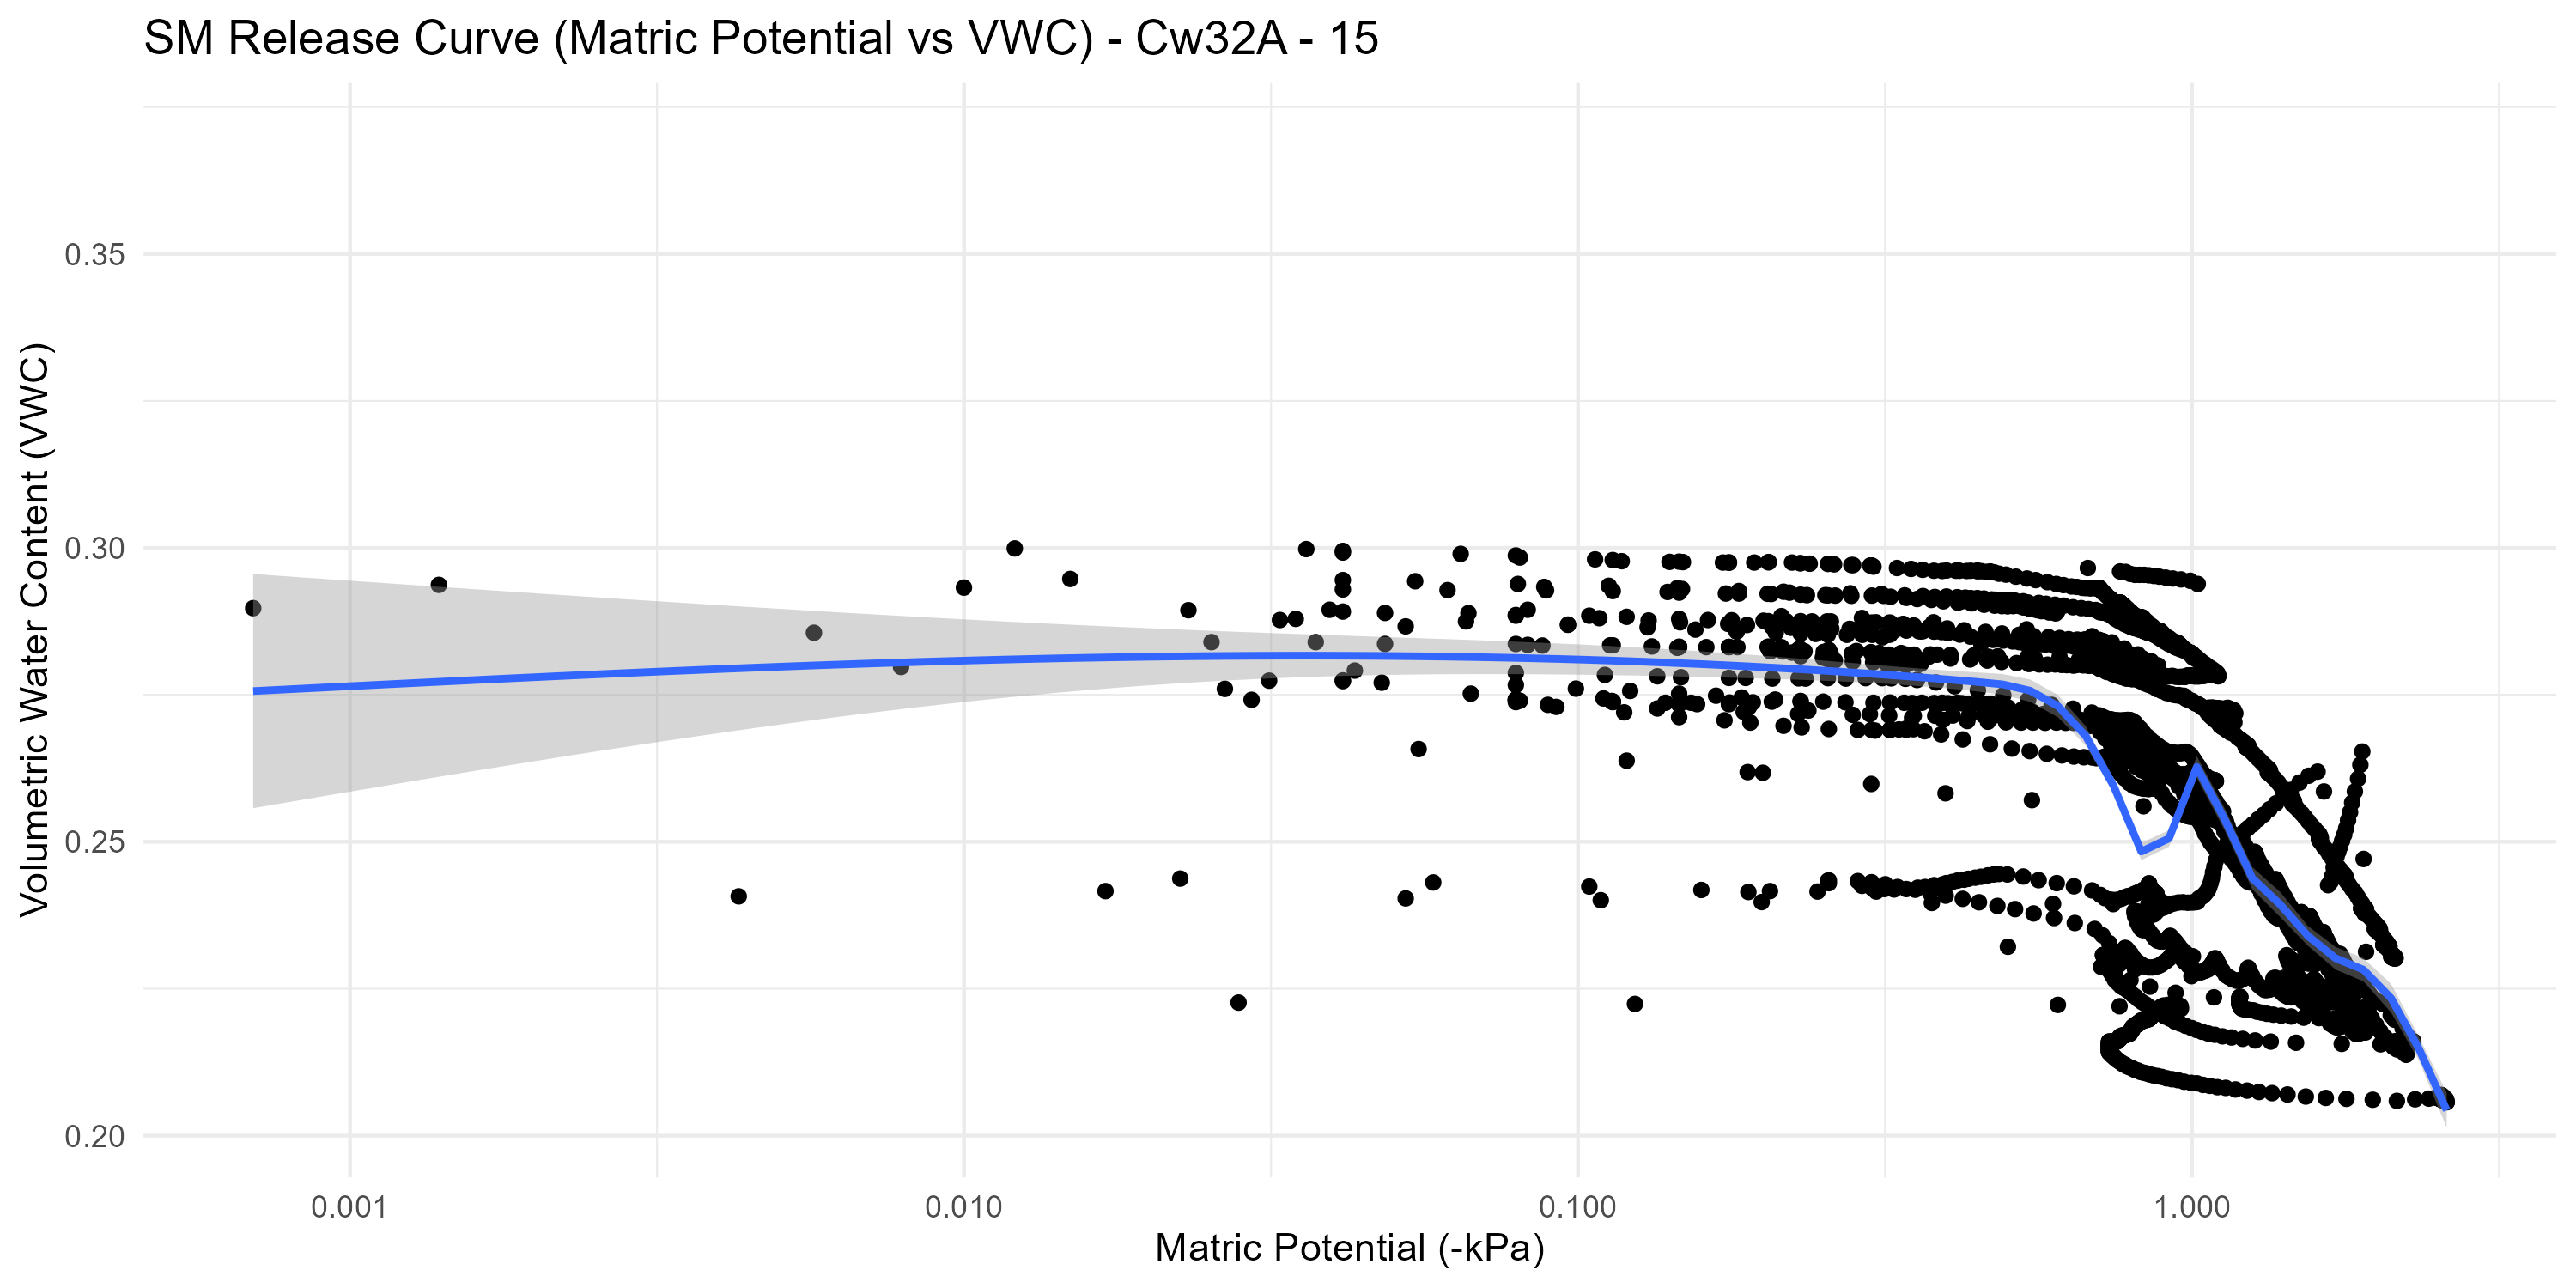 SM Release Curve (Matric Potential vs VWC) - Cw32A - 15
Volumetric Water Content (VWC)
0.35
0.30
0.25
0.20
0.001
0.010
0.100
1.000
Matric Potential (-kPa)